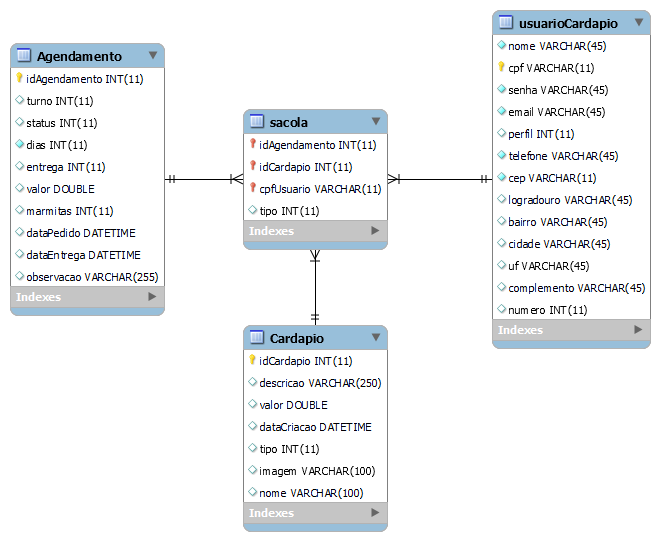 Agendamento
idAgendamento INT(11)
turno INT(11)
status INT(11)
dias INT(11)
entrega INT(11)
valor DOUBLE
marmitas INT(11)
dataPedido DATETIME
dataEntrega DATETIME
observacao VARCHAR(255)
Indexes
sacola
idAgendamento INT(11)
idCardapio INT(11)
cpfUsuario VARCHAR(11)
tipo INT(11)
Indexes
usuarioCardapio
nome VARCHAR(45)
cpf VARCHAR(11)
senha VARCHAR(45)
email VARCHAR(45)
perfil INT(11)
telefone VARCHAR(45)
cep VARCHAR(11)
logradouro VARCHAR(45)
bairro VARCHAR(45)
cidade VARCHAR(45)
uf VARCHAR(45)
complemento VARCHAR(45)
numero INT(11)
Indexes
Cardapio
idCardapio INT(11)
descricao VARCHAR(250)
valor DOUBLE
dataCriacao DATETIME
tipo INT(11)
imagem VARCHAR(100)
nome VARCHAR(100)
Indexes